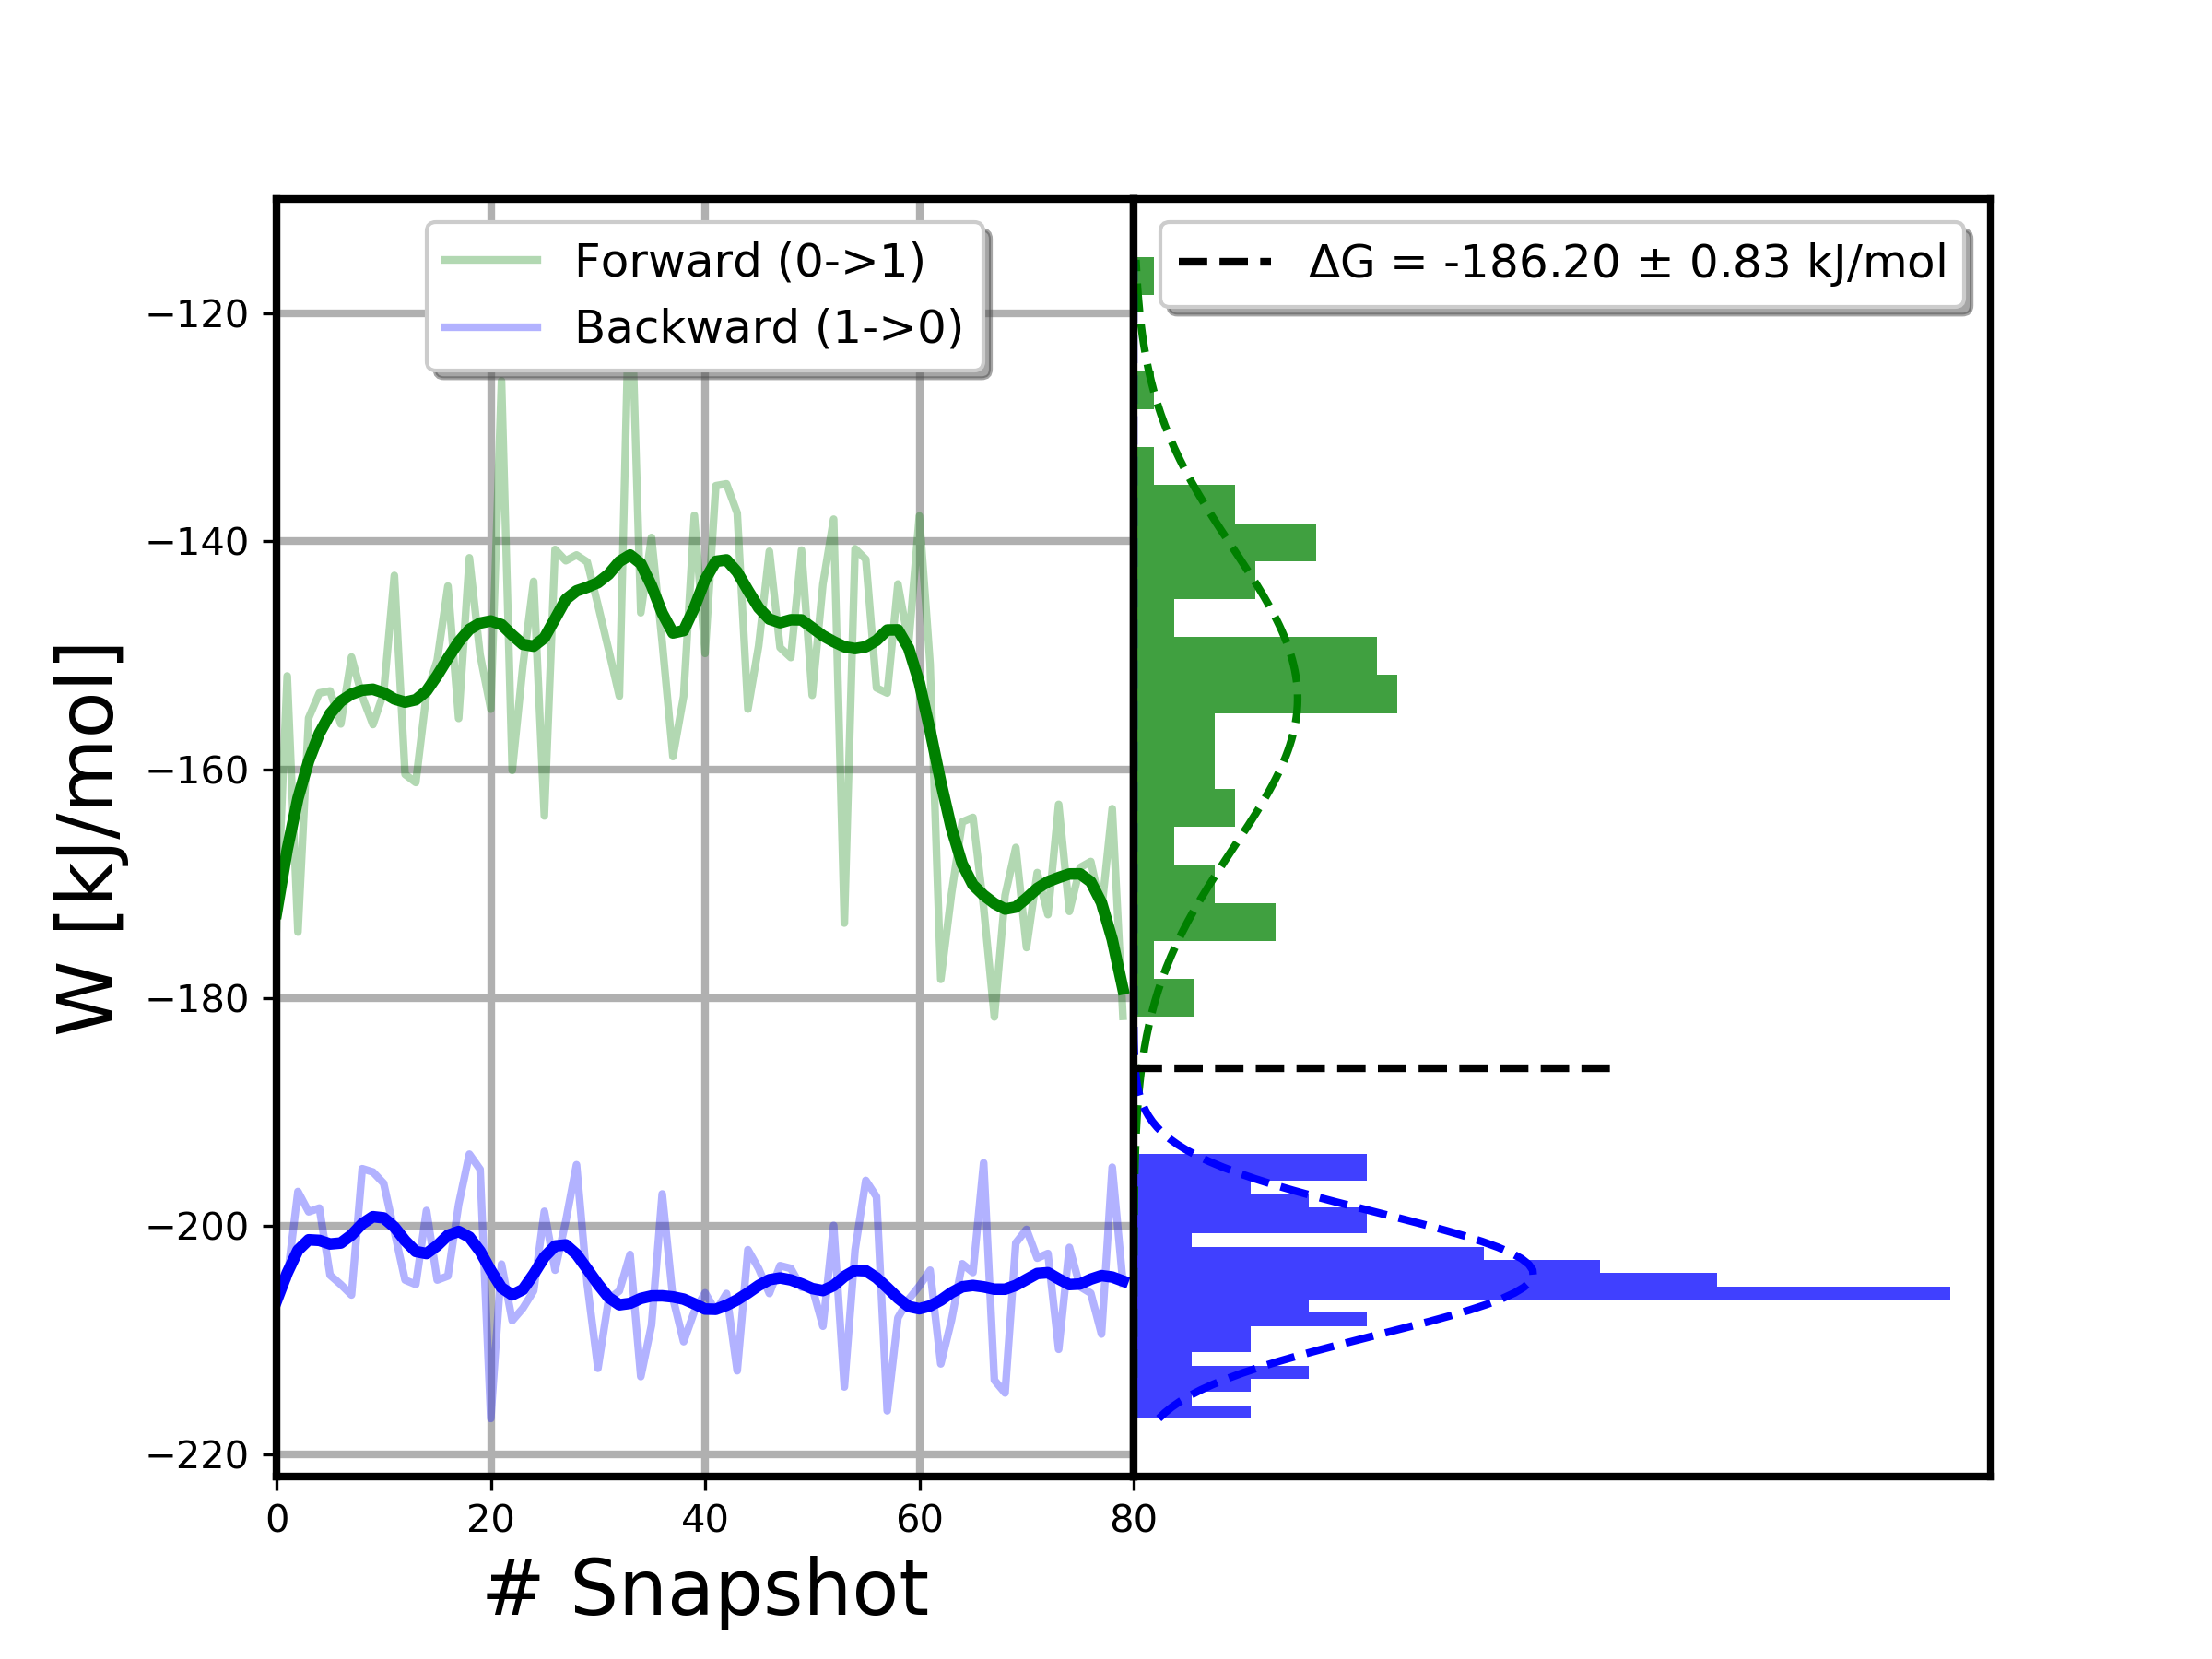 Forward (0->1)
Backward (1->0)
ΔG = -186.20 ± 0.83 kJ/mol
W [kJ/mol]
−120
−140
−160
−180
−200
−220
0 20 40 60 80
# Snapshot